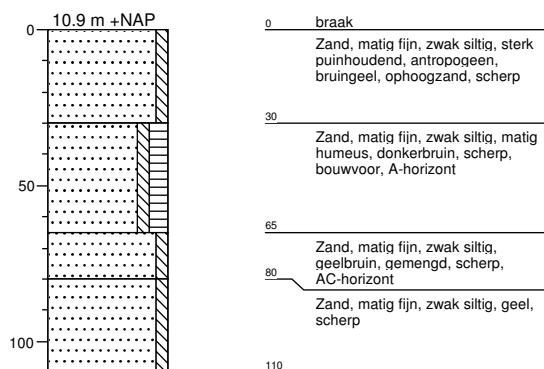 10.9 m +NAP
0
50
100
0 braak
Zand, matig fijn, zwak siltig, sterk
puinhoudend, antropogeen,
bruingeel, ophoogzand, scherp
30
Zand, matig fijn, zwak siltig, matig
humeus, donkerbruin, scherp,
bouwvoor, A-horizont
65
Zand, matig fijn, zwak siltig,
geelbruin, gemengd, scherp,
AC-horizont
80
Zand, matig fijn, zwak siltig, geel,
scherp
110